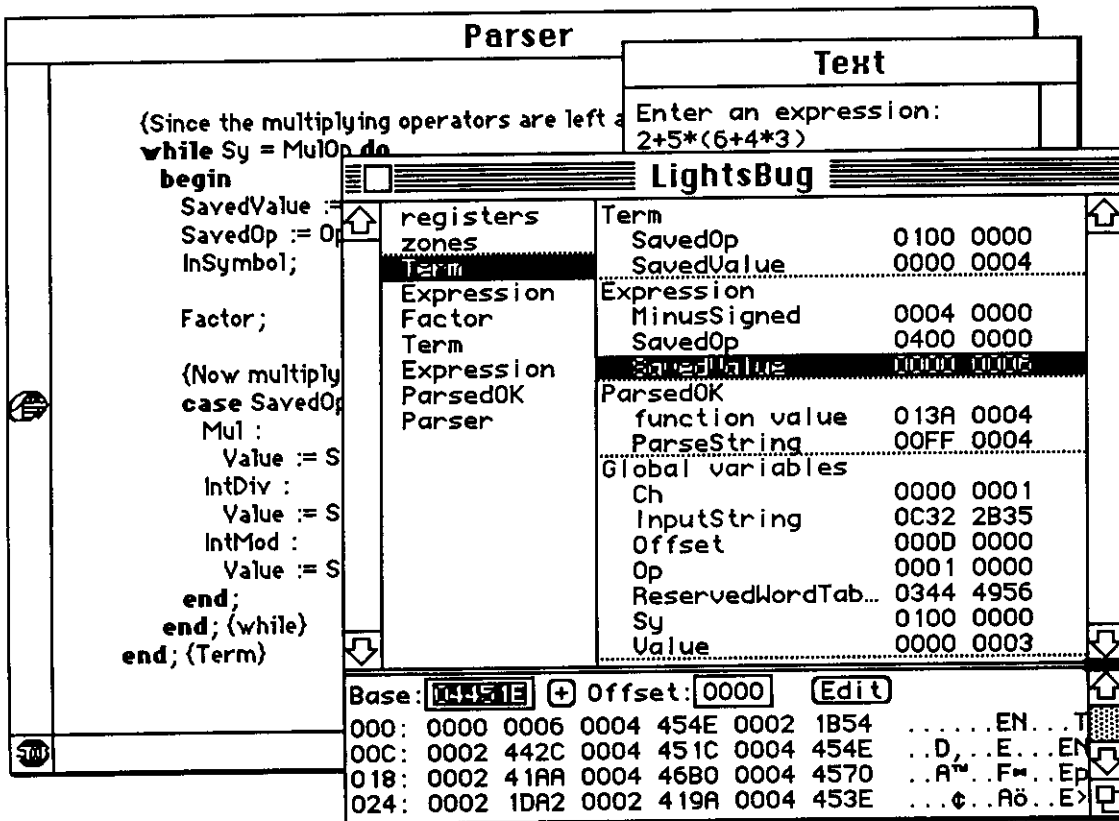 Parser
{Since the multiplying operators are left a
while Sy = MulOp do
begin
SavedValue :=
SavedOp := Op
InSymbol;
Factor;
{Now multiply
case SavedOp
Mul :
Value := S
IntDiv :
Value := S
IntMod :
Value := S
end;
end; {while}
end; {Term}
Text
Enter an expression:
2+5*(6+4*3)
LightsBug
registers
zones
Term
Expression
Factor
Term
Expression
ParsedOK
Parser
Term
SavedOp 0100 0000
SavedValue 0000 0004
Expression
MinusSigned 0004 0000
SavedOp 0400 0000
SavedValue 0000 0006
ParsedOK
function value 013A 0004
ParseString 00FF 0004
Global variables
Ch 0000 0001
InputString 0C32 2B35
Offset 000D 0000
Op 0001 0000
ReservedWordTab... 0344 4956
Sy 0100 0000
Value 0000 0003
Base: 04451E + Offset: 0000 Edit
000: 0000 0006 0004 454E 0002 1B54 ......EN...T
00C: 0002 442C 0004 451C 0004 454E ..D,..E...EN
018: 0002 41AA 0004 46B0 0004 4570 ..A™..F∞..Ep
024: 0002 1DA2 0002 419A 0004 453E ...¢..Aö..E>